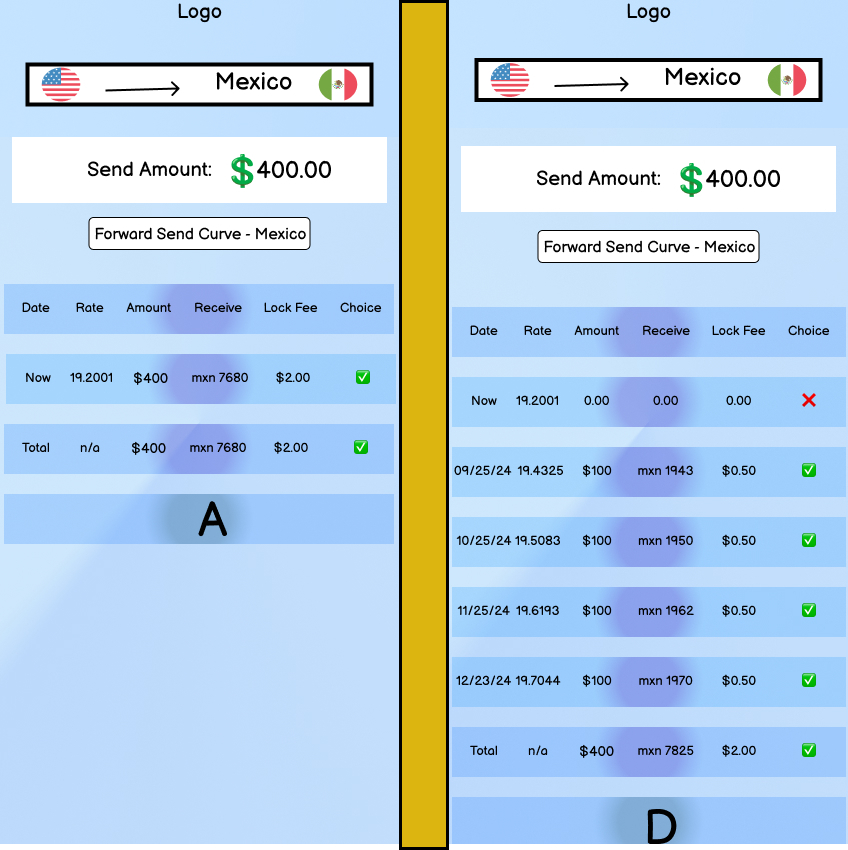 Logo
Mexico
Send Amount: 💲400.00
Forward Send Curve - Mexico
Date Rate Amount Receive Lock Fee Choice
Now 19.2001 $400 mxn 7680 $2.00 ✅
Total n/a $400 mxn 7680 $2.00 ✅
A
Logo
Mexico
Send Amount: 💲400.00
Forward Send Curve - Mexico
Date Rate Amount Receive Lock Fee Choice
Now 19.2001 0.00 0.00 0.00 ❌
09/25/24 19.4325 $100 mxn 1943 $0.50 ✅
10/25/24 19.5083 $100 mxn 1950 $0.50 ✅
11/25/24 19.6193 $100 mxn 1962 $0.50 ✅
12/23/24 19.7044 $100 mxn 1970 $0.50 ✅
Total n/a $400 mxn 7825 $2.00 ✅
D